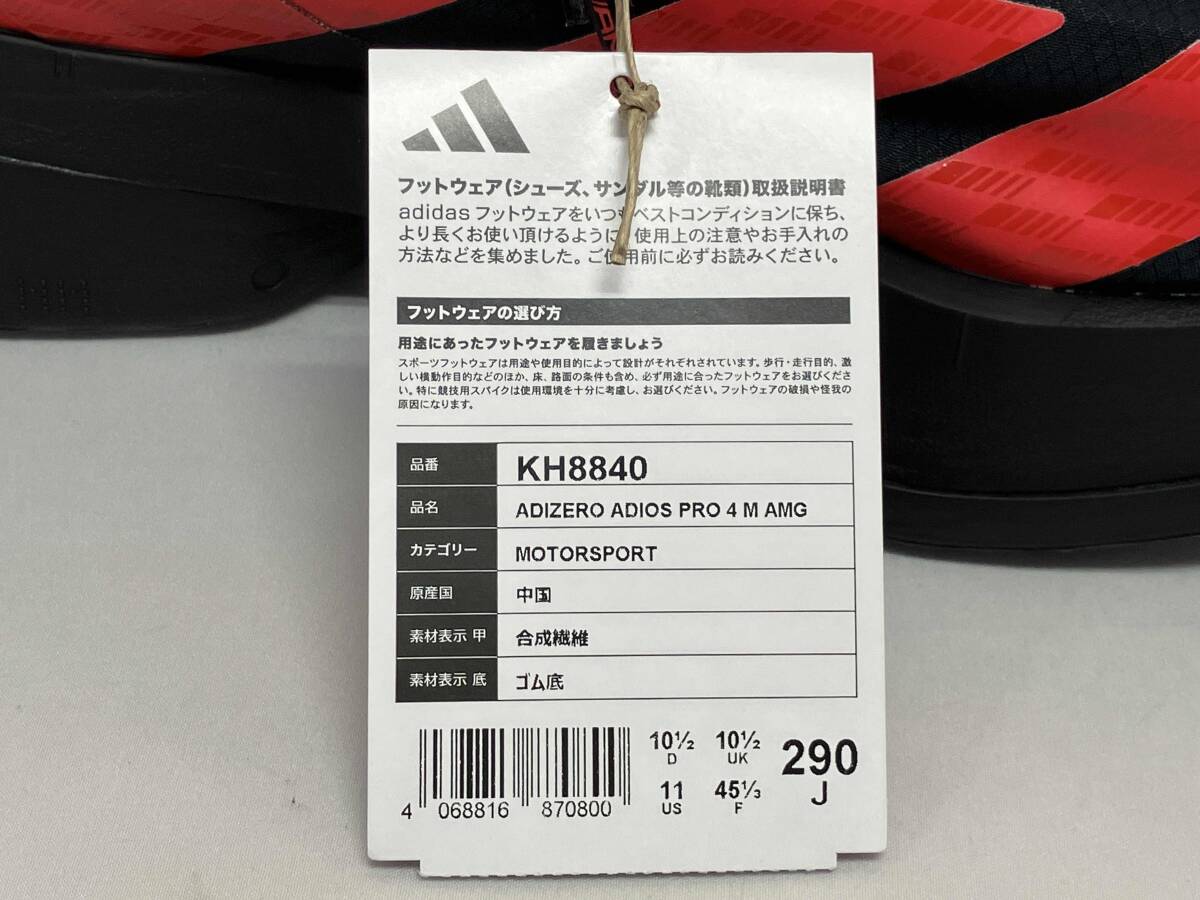 フットウェア(シューズ、サンダル等の靴類)取扱説明書
adidasフットウェアをいつもベストコンディションに保ち、
より長くお使い頂けるように、使用上の注意やお手入れの
方法などを集めました。ご使用前に必ずお読みください。
フットウェアの選び方
用途にあったフットウェアを履きましょう
スポーツフットウェアは用途や使用目的によって設計がそれぞれされています。歩行・走行目的、激
しい横動作目的などのほか、床、路面の条件も含め、必ず用途に合ったフットウェアをお選びくださ
い。特に競技用スパイクは使用環境を十分に考慮し、お選びください。フットウェアの破損や怪我の
原因になります。
品番 KH8840
品名 ADIZERO ADIOS PRO 4 M AMG
カテゴリー MOTORSPORT
原産国 中国
素材表示 甲 合成繊維
素材表示 底 ゴム底
10½ D 10½ UK 290 J
11 US 45⅓ F
4 068816 870800